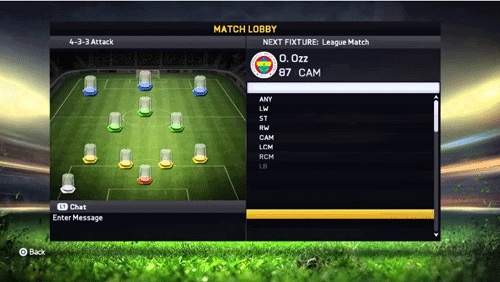 MATCH LOBBY
4-3-3 Attack
NEXT FIXTURE: League Match
O. Ozz
87 CAM
ANY
LW
ST
RW
CAM
LCM
RCM
LB
L1 Chat
Enter Message
Back